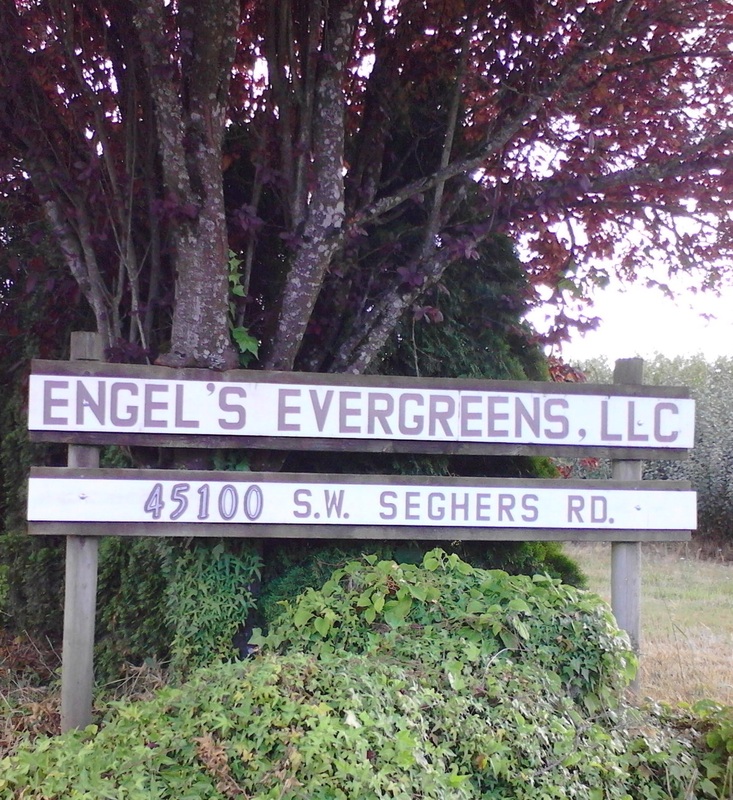 ENGEL'S EVERGREENS, LLC
45100 S.W. SEGHERS RD.